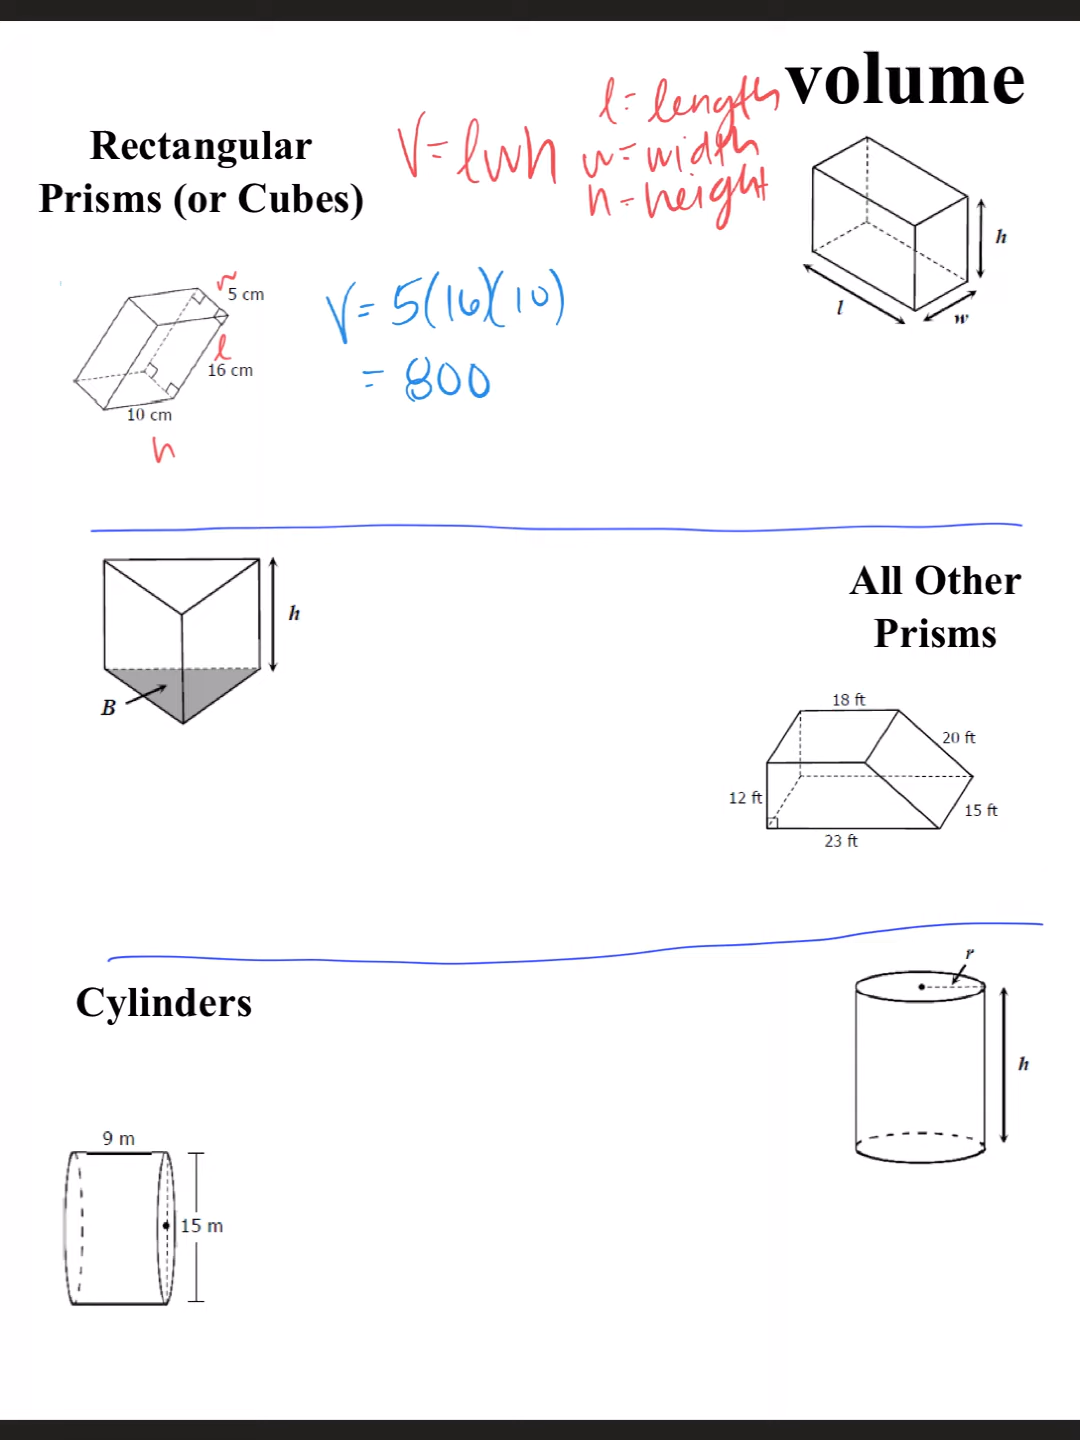 volume
Rectangular
Prisms (or Cubes)
V = lwh
l = length
w = width
h = height
h
l
w
5 cm
l
16 cm
10 cm
h
V = 5(16)(10)
= 800
h
B
All Other
Prisms
18 ft
20 ft
12 ft
15 ft
23 ft
Cylinders
r
h
9 m
15 m